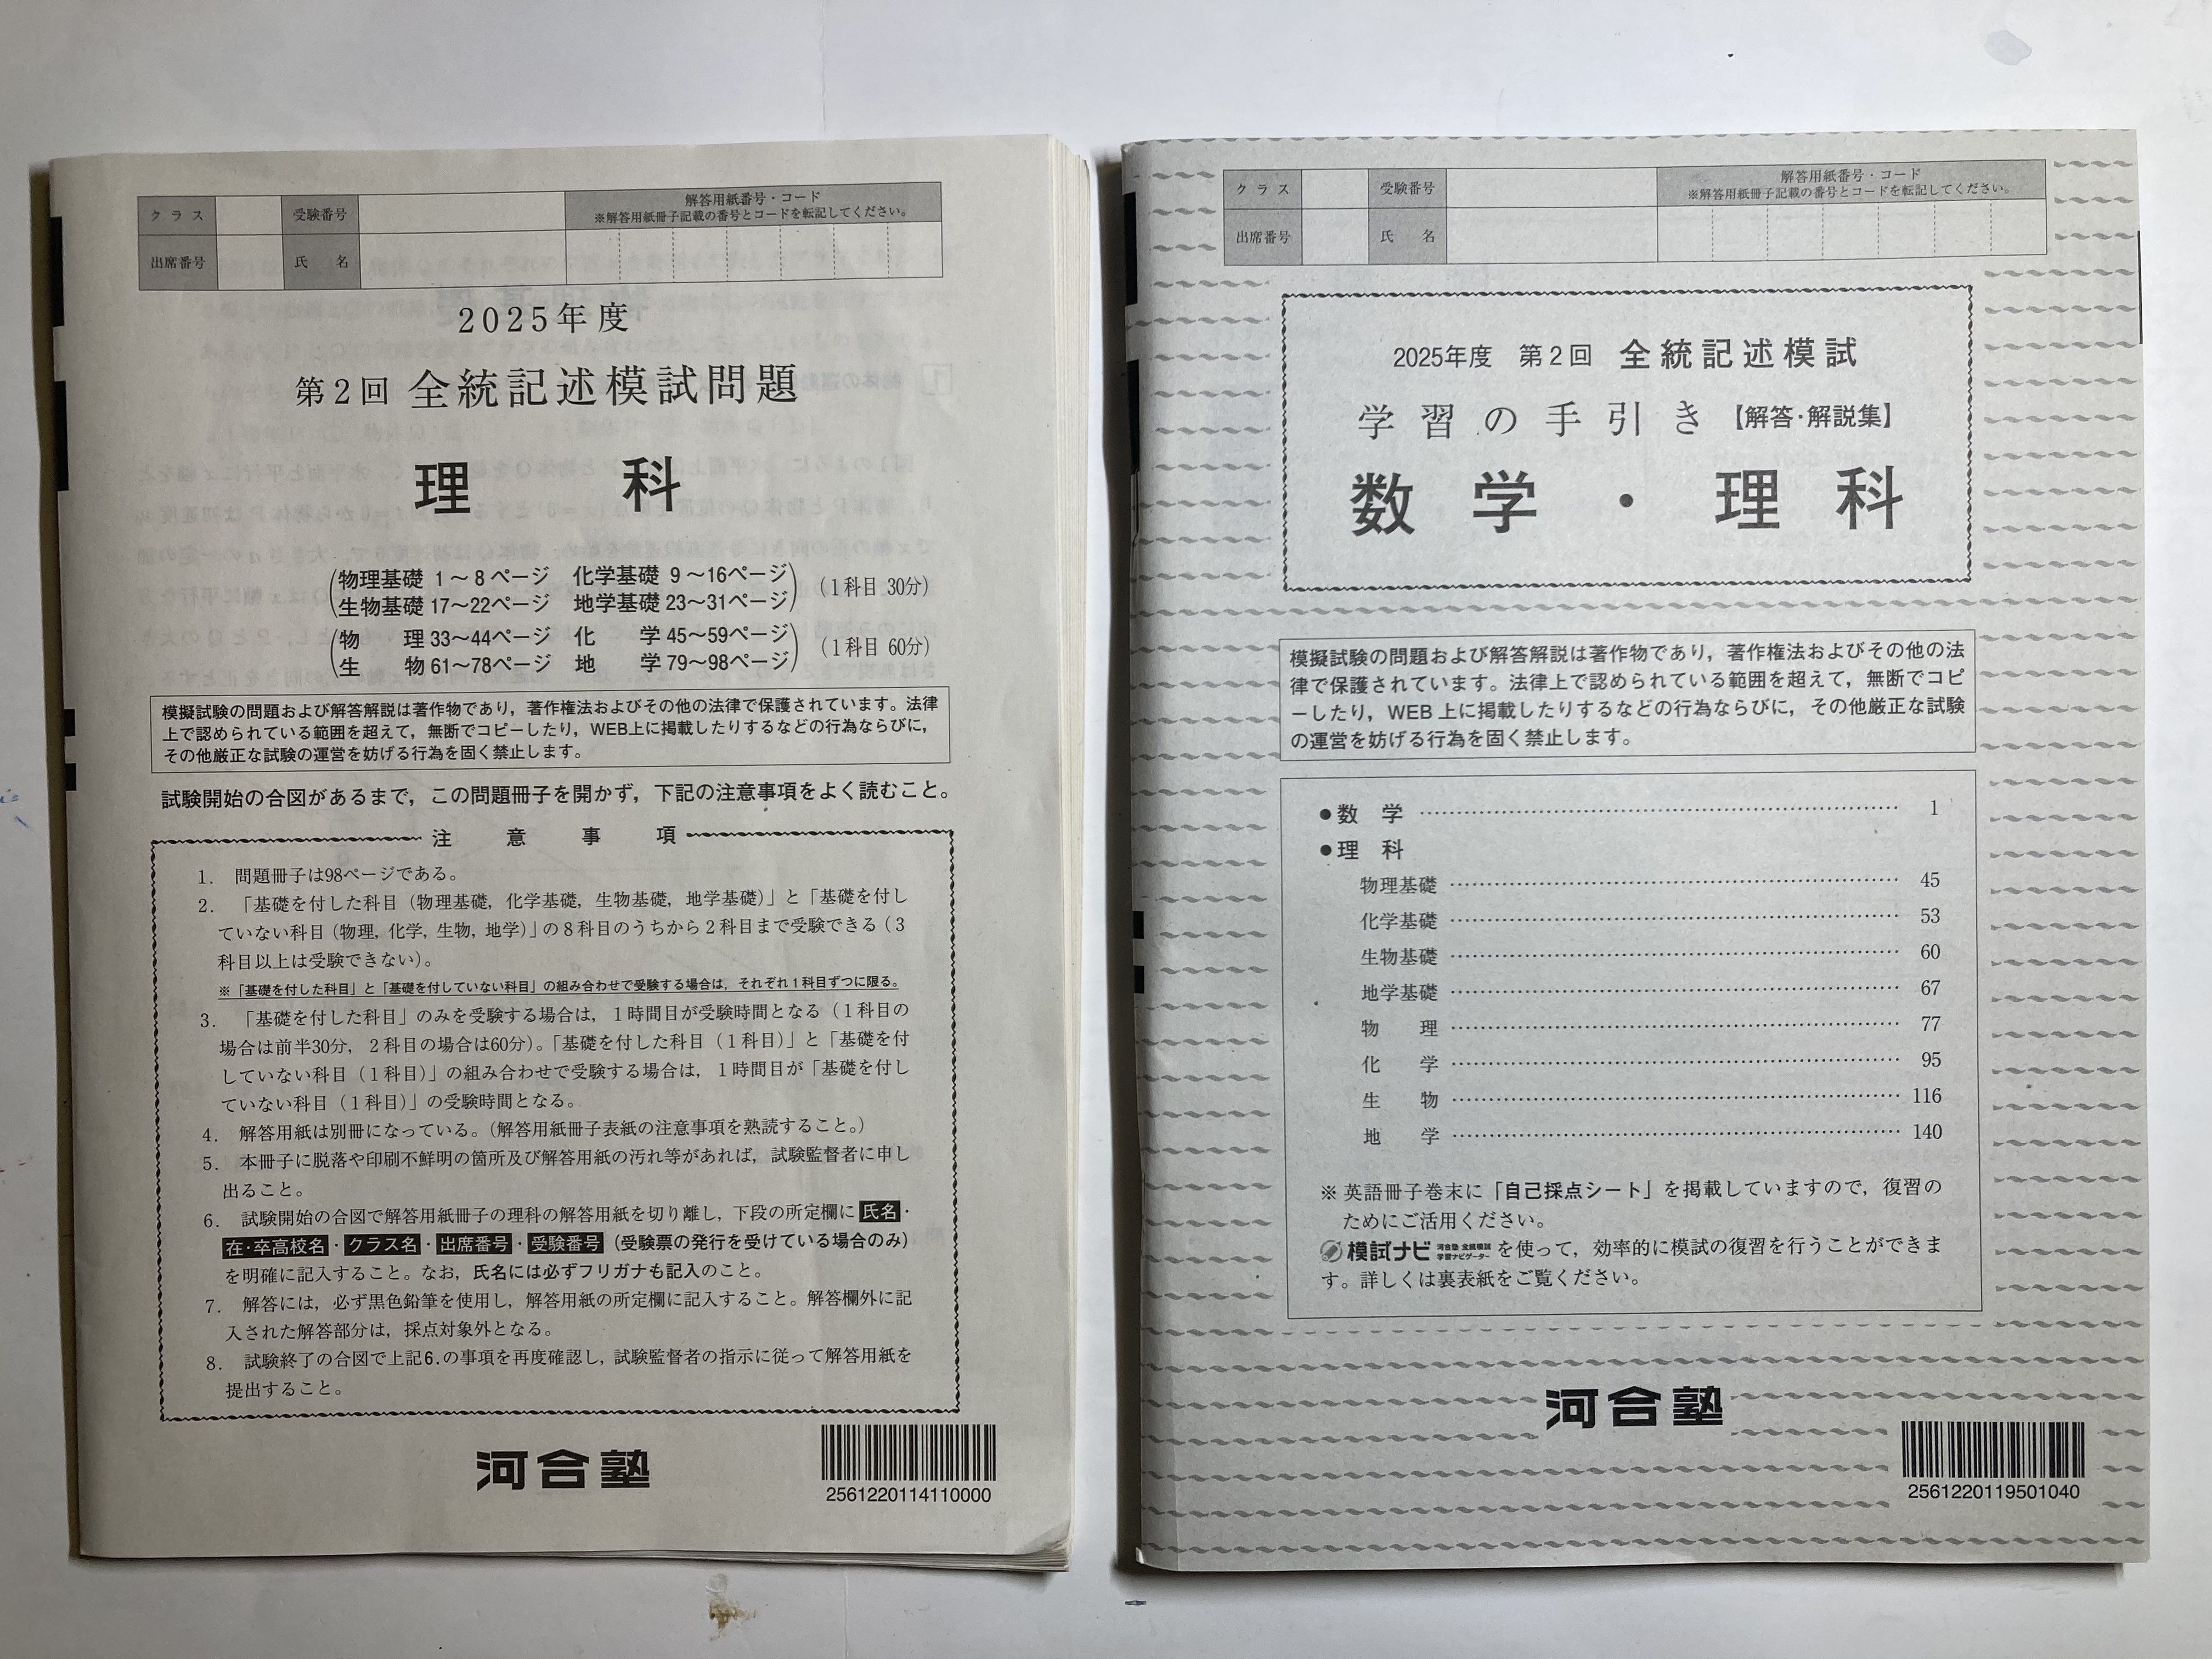 クラス 受験番号 解答用紙番号・コード
※解答用紙冊子記載の番号とコードを転記してください。
出席番号 氏 名
2025年度
第2回 全統記述模試問題
理 科
(物理基礎 1〜8ページ 化学基礎 9〜16ページ
生物基礎 17〜22ページ 地学基礎 23〜31ページ) (1科目 30分)
(物 理 33〜44ページ 化 学 45〜59ページ
生 物 61〜78ページ 地 学 79〜98ページ) (1科目 60分)
模擬試験の問題および解答解説は著作物であり，著作権法およびその他の法律で保護されています。法律
上で認められている範囲を超えて，無断でコピーしたり，WEB上に掲載したりするなどの行為ならびに，
その他厳正な試験の運営を妨げる行為を固く禁止します。
試験開始の合図があるまで，この問題冊子を開かず，下記の注意事項をよく読むこと。
注 意 事 項
1. 問題冊子は98ページである。
2. 「基礎を付した科目（物理基礎，化学基礎，生物基礎，地学基礎）」と「基礎を付し
ていない科目（物理，化学，生物，地学）」の8科目のうちから2科目まで受験できる（3
科目以上は受験できない）。
※「基礎を付した科目」と「基礎を付していない科目」の組み合わせで受験する場合は，それぞれ1科目ずつに限る。
3. 「基礎を付した科目」のみを受験する場合は，1時間目が受験時間となる（1科目の
場合は前半30分，2科目の場合は60分）。「基礎を付した科目（1科目）」と「基礎を付
していない科目（1科目）」の組み合わせで受験する場合は，1時間目が「基礎を付し
ていない科目（1科目）」の受験時間となる。
4. 解答用紙は別冊になっている。（解答用紙冊子表紙の注意事項を熟読すること。）
5. 本冊子に脱落や印刷不鮮明の箇所及び解答用紙の汚れ等があれば，試験監督者に申し
出ること。
6. 試験開始の合図で解答用紙冊子の理科の解答用紙を切り離し，下段の所定欄に 氏名・
在・卒高校名・クラス名・出席番号・受験番号（受験票の発行を受けている場合のみ）
を明確に記入すること。なお，氏名には必ずフリガナも記入のこと。
7. 解答には，必ず黒色鉛筆を使用し，解答用紙の所定欄に記入すること。解答欄外に記
入された解答部分は，採点対象外となる。
8. 試験終了の合図で上記6.の事項を再度確認し，試験監督者の指示に従って解答用紙を
提出すること。
河合塾
2561220114110000
クラス 受験番号 解答用紙番号・コード
※解答用紙冊子記載の番号とコードを転記してください。
出席番号 氏 名
2025年度 第2回 全統記述模試
学習の手引き【解答・解説集】
数学・理科
模擬試験の問題および解答解説は著作物であり，著作権法およびその他の法
律で保護されています。法律上で認められている範囲を超えて，無断でコピ
ーしたり，WEB上に掲載したりするなどの行為ならびに，その他厳正な試験
の運営を妨げる行為を固く禁止します。
●数 学 1
●理 科
物理基礎 45
化学基礎 53
生物基礎 60
地学基礎 67
物 理 77
化 学 95
生 物 116
地 学 140
※英語冊子巻末に「自己採点シート」を掲載していますので，復習の
ためにご活用ください。
模試ナビ 河合塾 全統模試 学習ナビゲーター を使って，効率的に模試の復習を行うことができま
す。詳しくは裏表紙をご覧ください。
河合塾
2561220119501040